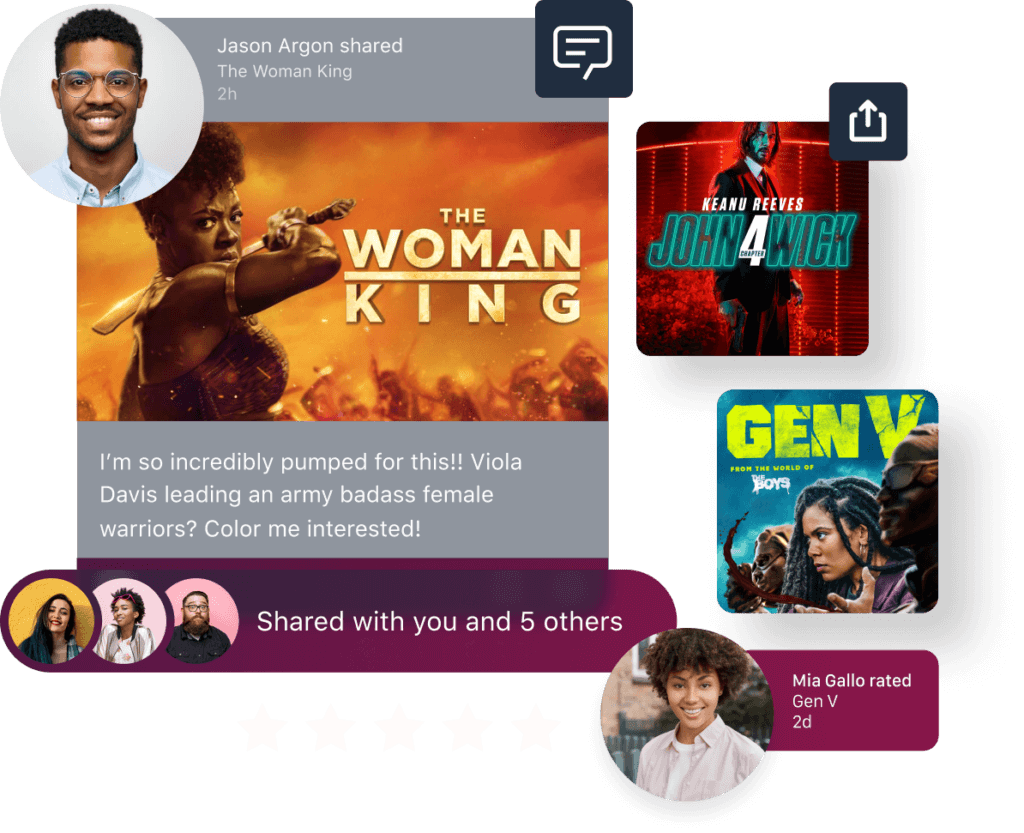 Jason Argon shared
The Woman King
2h
THE
WOMAN
KING
I'm so incredibly pumped for this!! Viola
Davis leading an army badass female
warriors? Color me interested!
Shared with you and 5 others
KEANU REEVES
JOHN WICK
CHAPTER 4
GEN V
FROM THE WORLD OF
THE BOYS
Mia Gallo rated
Gen V
2d